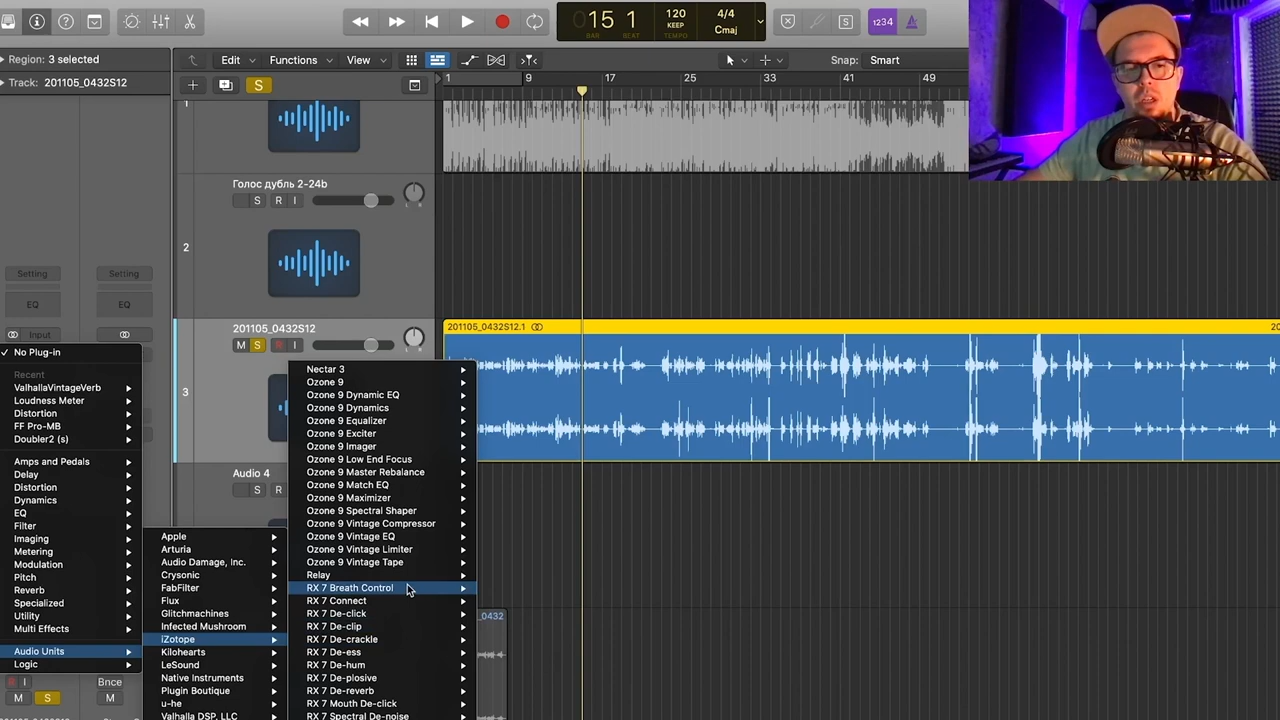 15 1
BAR
BEAT
120
KEEP
TEMPO
4/4
Cmaj
1234
Region: 3 selected
Edit
Functions
View
Snap: Smart
Track: 201105_0432S12
S
1
9
17
25
33
41
49
1
Голос дубль 2-24b
S R I
L R
2
Setting
Setting
EQ
EQ
Input
201105_0432S12
M S R I
L R
3
201105_0432S12.1
20
Audio 4
S R
_0432
✓ No Plug-in
Recent
ValhallaVintageVerb
Loudness Meter
Distortion
FF Pro-MB
Doubler2 (s)
Amps and Pedals
Delay
Distortion
Dynamics
EQ
Filter
Imaging
Metering
Modulation
Pitch
Reverb
Specialized
Utility
Multi Effects
Audio Units
Logic
R I
Bnce
M S
M
Apple
Arturia
Audio Damage, Inc.
Crysonic
FabFilter
Flux
Glitchmachines
Infected Mushroom
iZotope
Kilohearts
LeSound
Native Instruments
Plugin Boutique
u-he
Valhalla DSP, LLC
Nectar 3
Ozone 9
Ozone 9 Dynamic EQ
Ozone 9 Dynamics
Ozone 9 Equalizer
Ozone 9 Exciter
Ozone 9 Imager
Ozone 9 Low End Focus
Ozone 9 Master Rebalance
Ozone 9 Match EQ
Ozone 9 Maximizer
Ozone 9 Spectral Shaper
Ozone 9 Vintage Compressor
Ozone 9 Vintage EQ
Ozone 9 Vintage Limiter
Ozone 9 Vintage Tape
Relay
RX 7 Breath Control
RX 7 Connect
RX 7 De-click
RX 7 De-clip
RX 7 De-crackle
RX 7 De-ess
RX 7 De-hum
RX 7 De-plosive
RX 7 De-reverb
RX 7 Mouth De-click
RX 7 Spectral De-noise